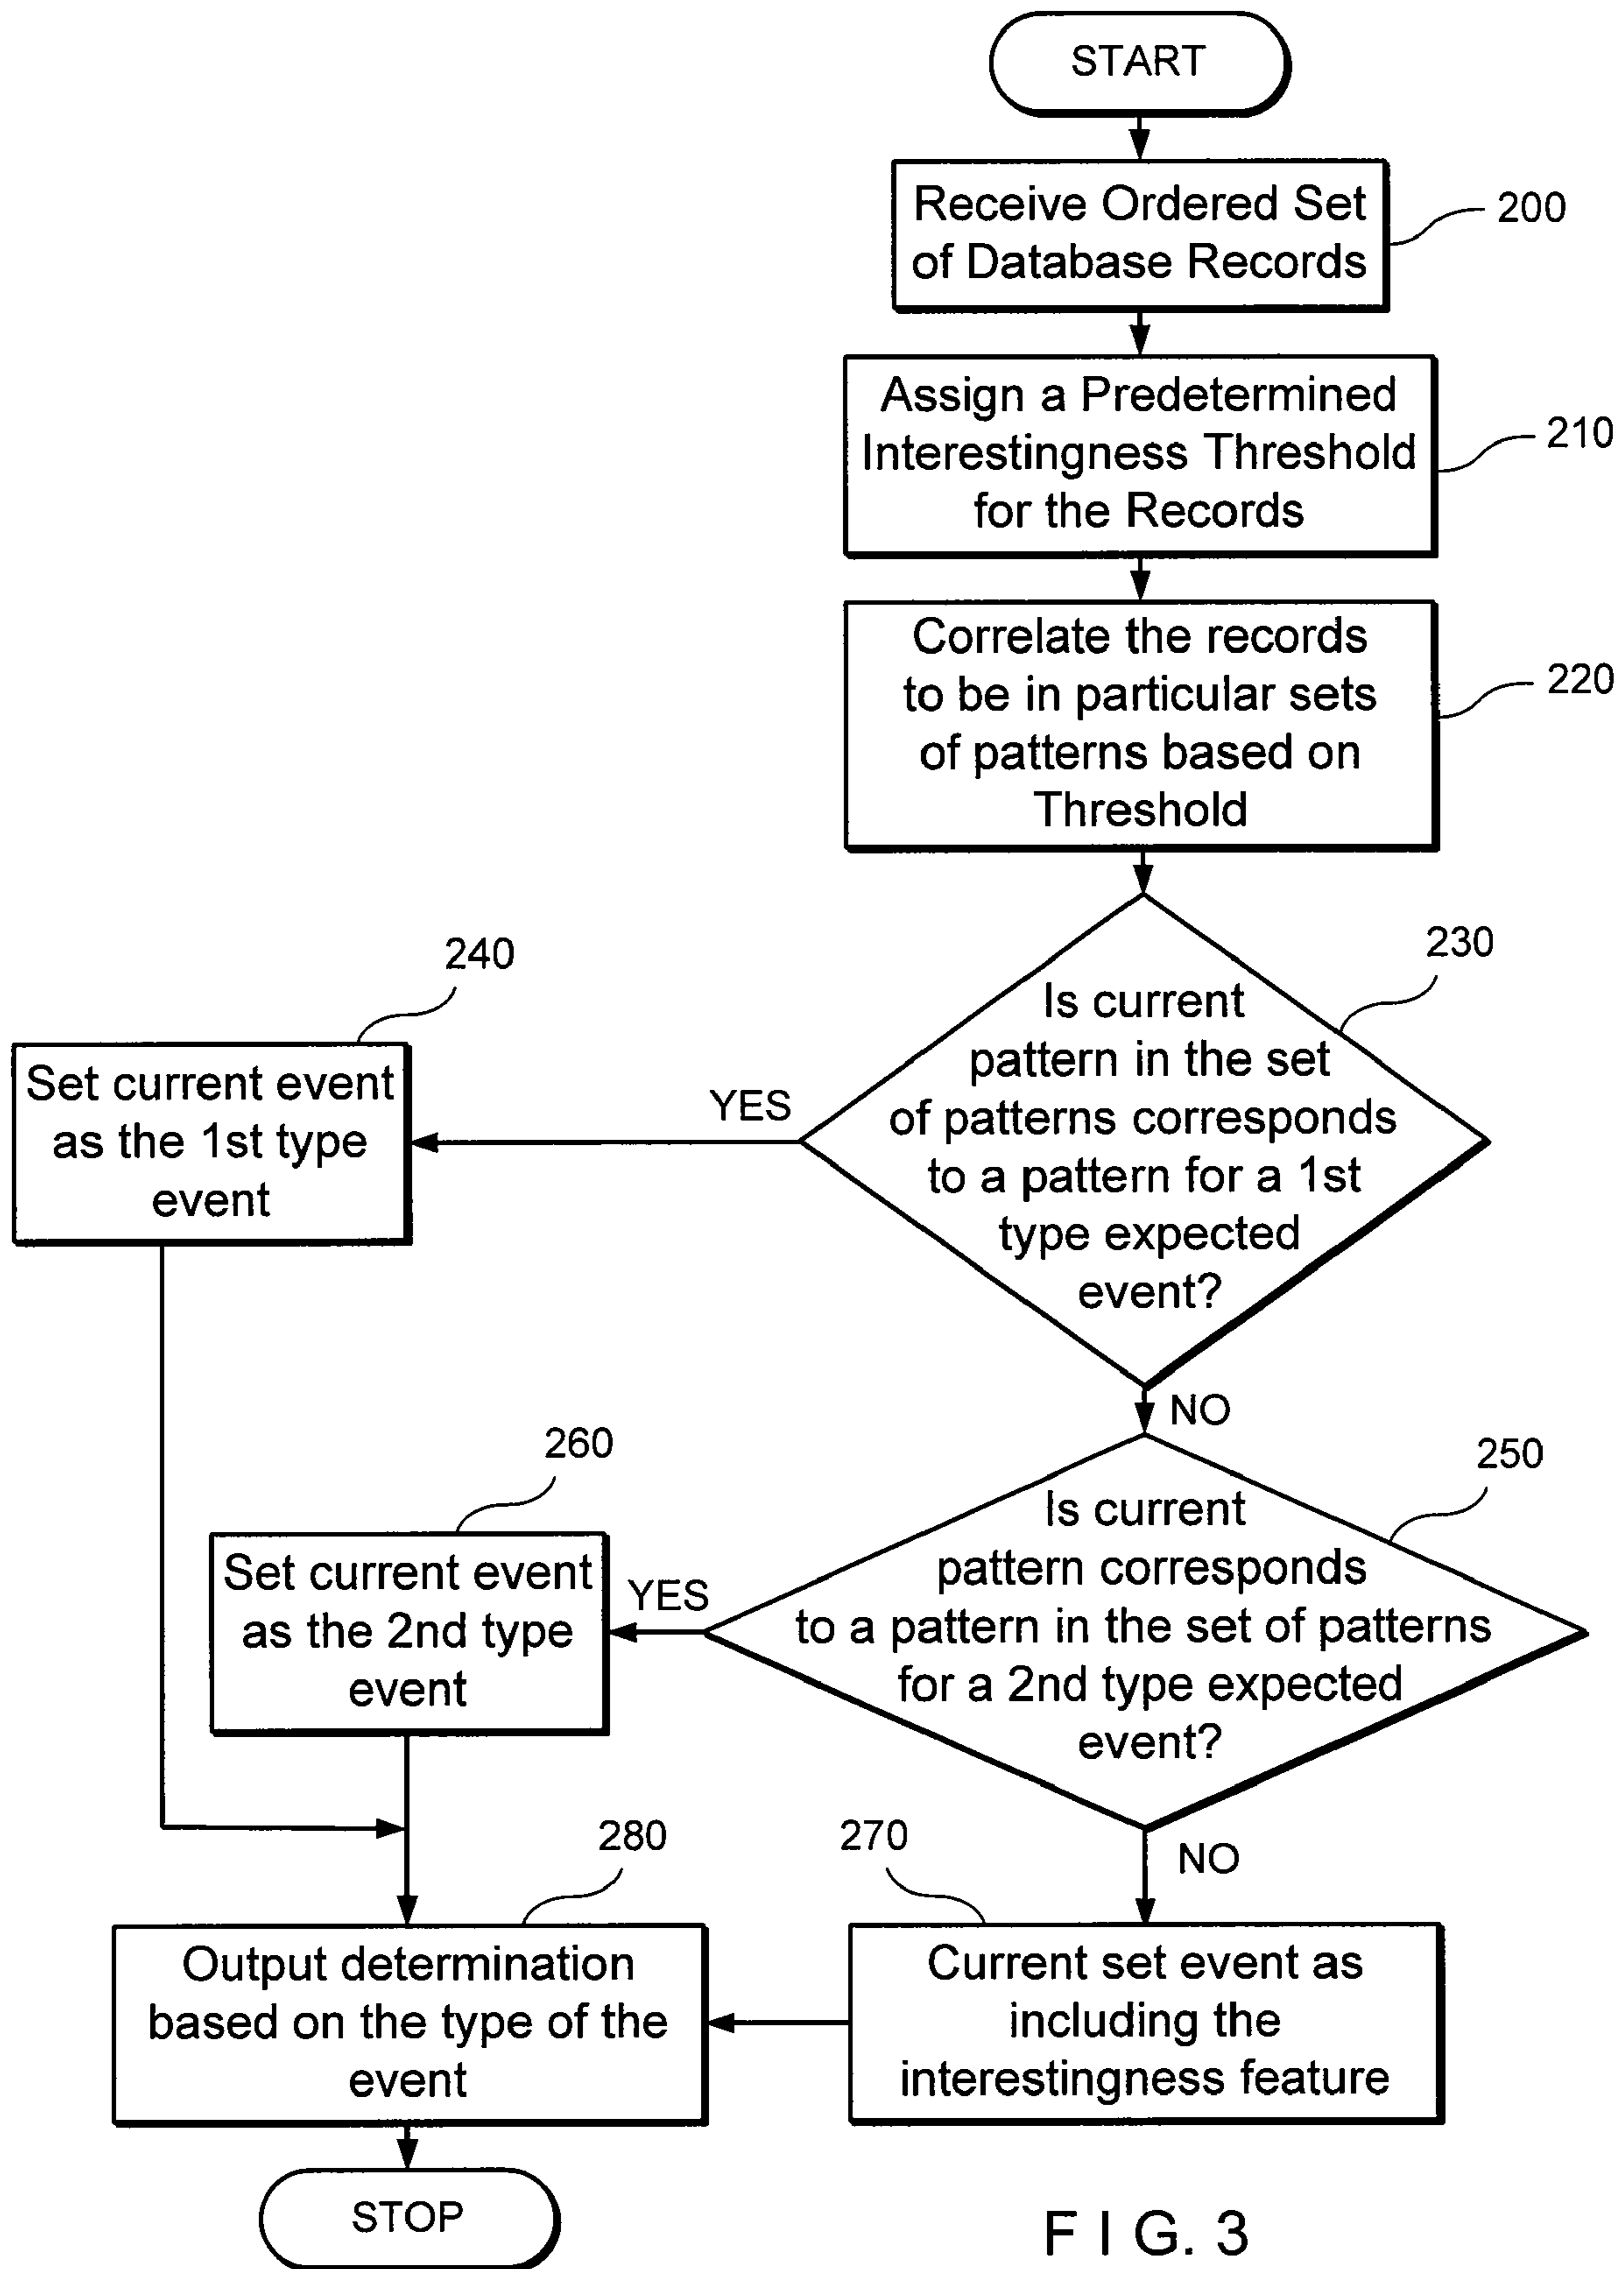 START
Receive Ordered Set
of Database Records
200
Assign a Predetermined
Interestingness Threshold
for the Records
210
Correlate the records
to be in particular sets
of patterns based on
Threshold
220
230
Is current
pattern in the set
of patterns corresponds
to a pattern for a 1st
type expected
event?
YES
240
Set current event
as the 1st type
event
NO
250
Is current
pattern corresponds
to a pattern in the set of patterns
for a 2nd type expected
event?
YES
260
Set current event
as the 2nd type
event
NO
270
Current set event as
including the
interestingness feature
280
Output determination
based on the type of the
event
STOP
F I G. 3